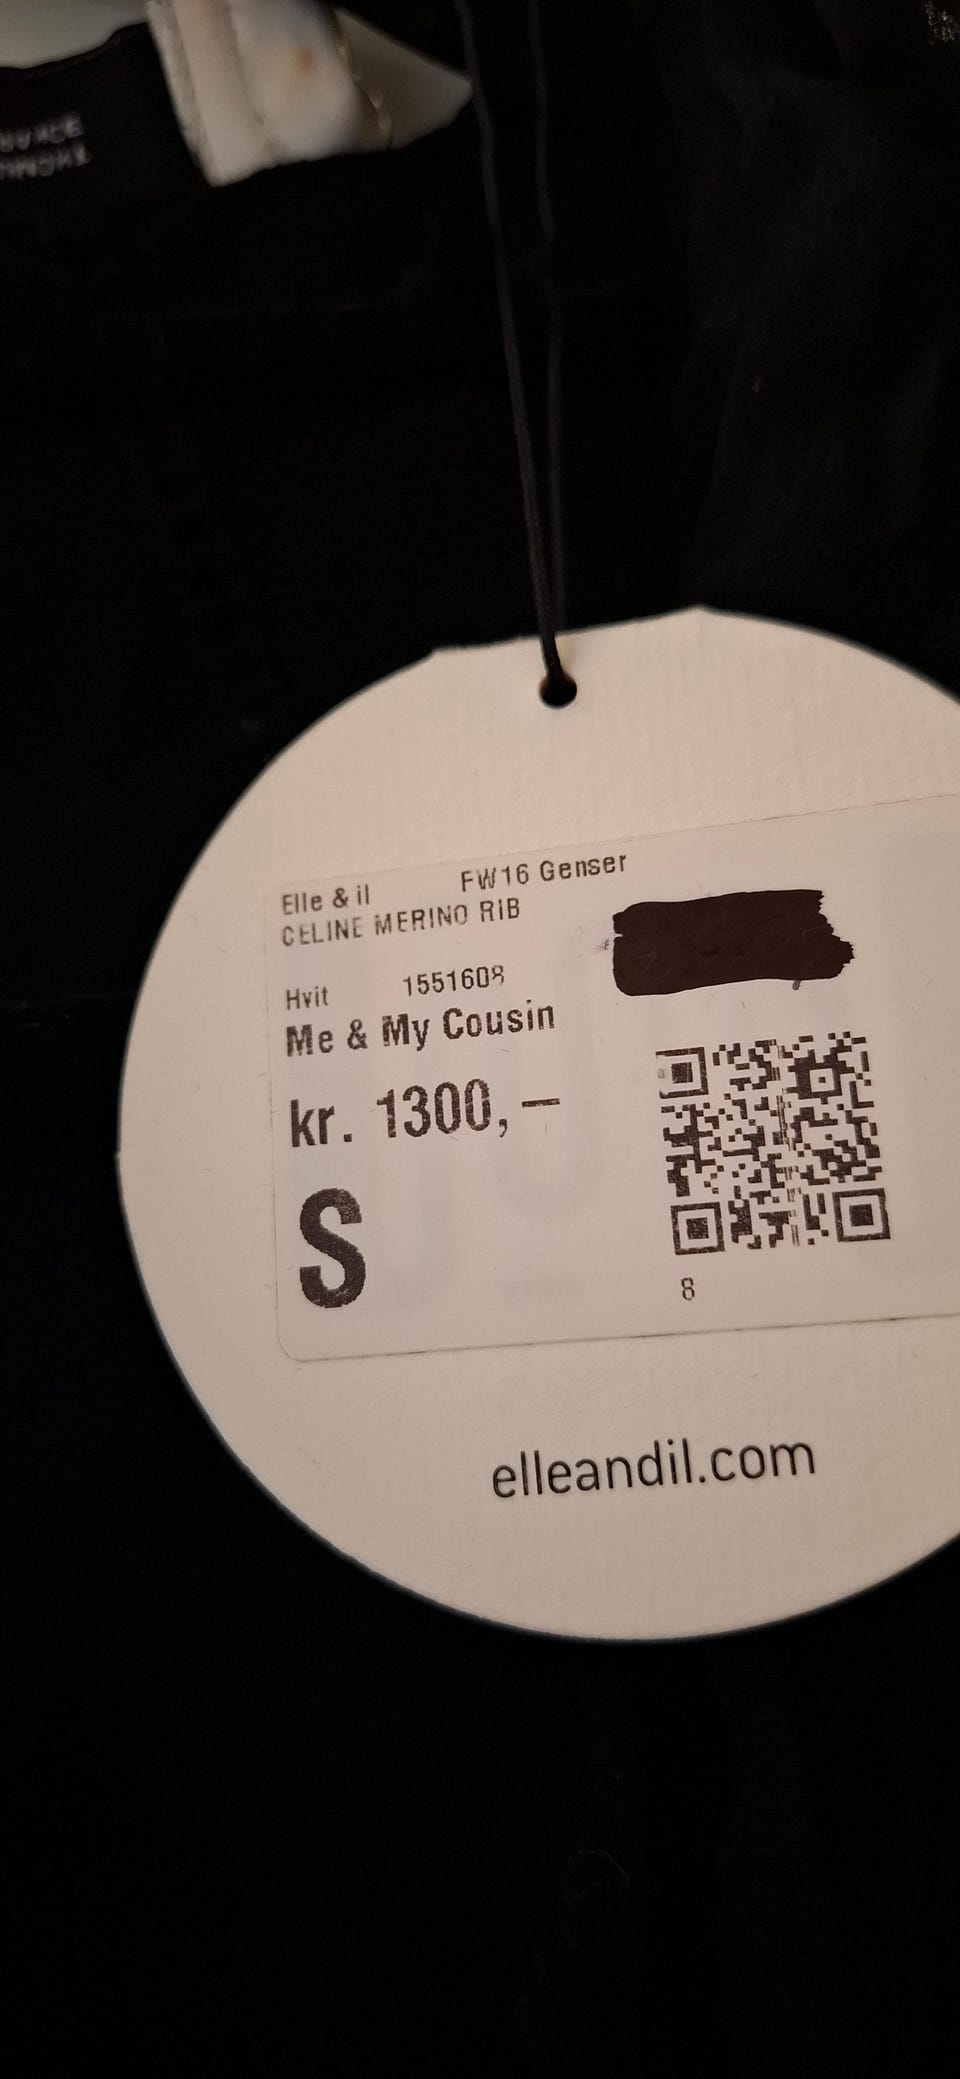 Elle & il FW16 Genser
CELINE MERINO RIB
Hvit 1551608
Me & My Cousin
kr. 1300,–
S
8
elleandil.com